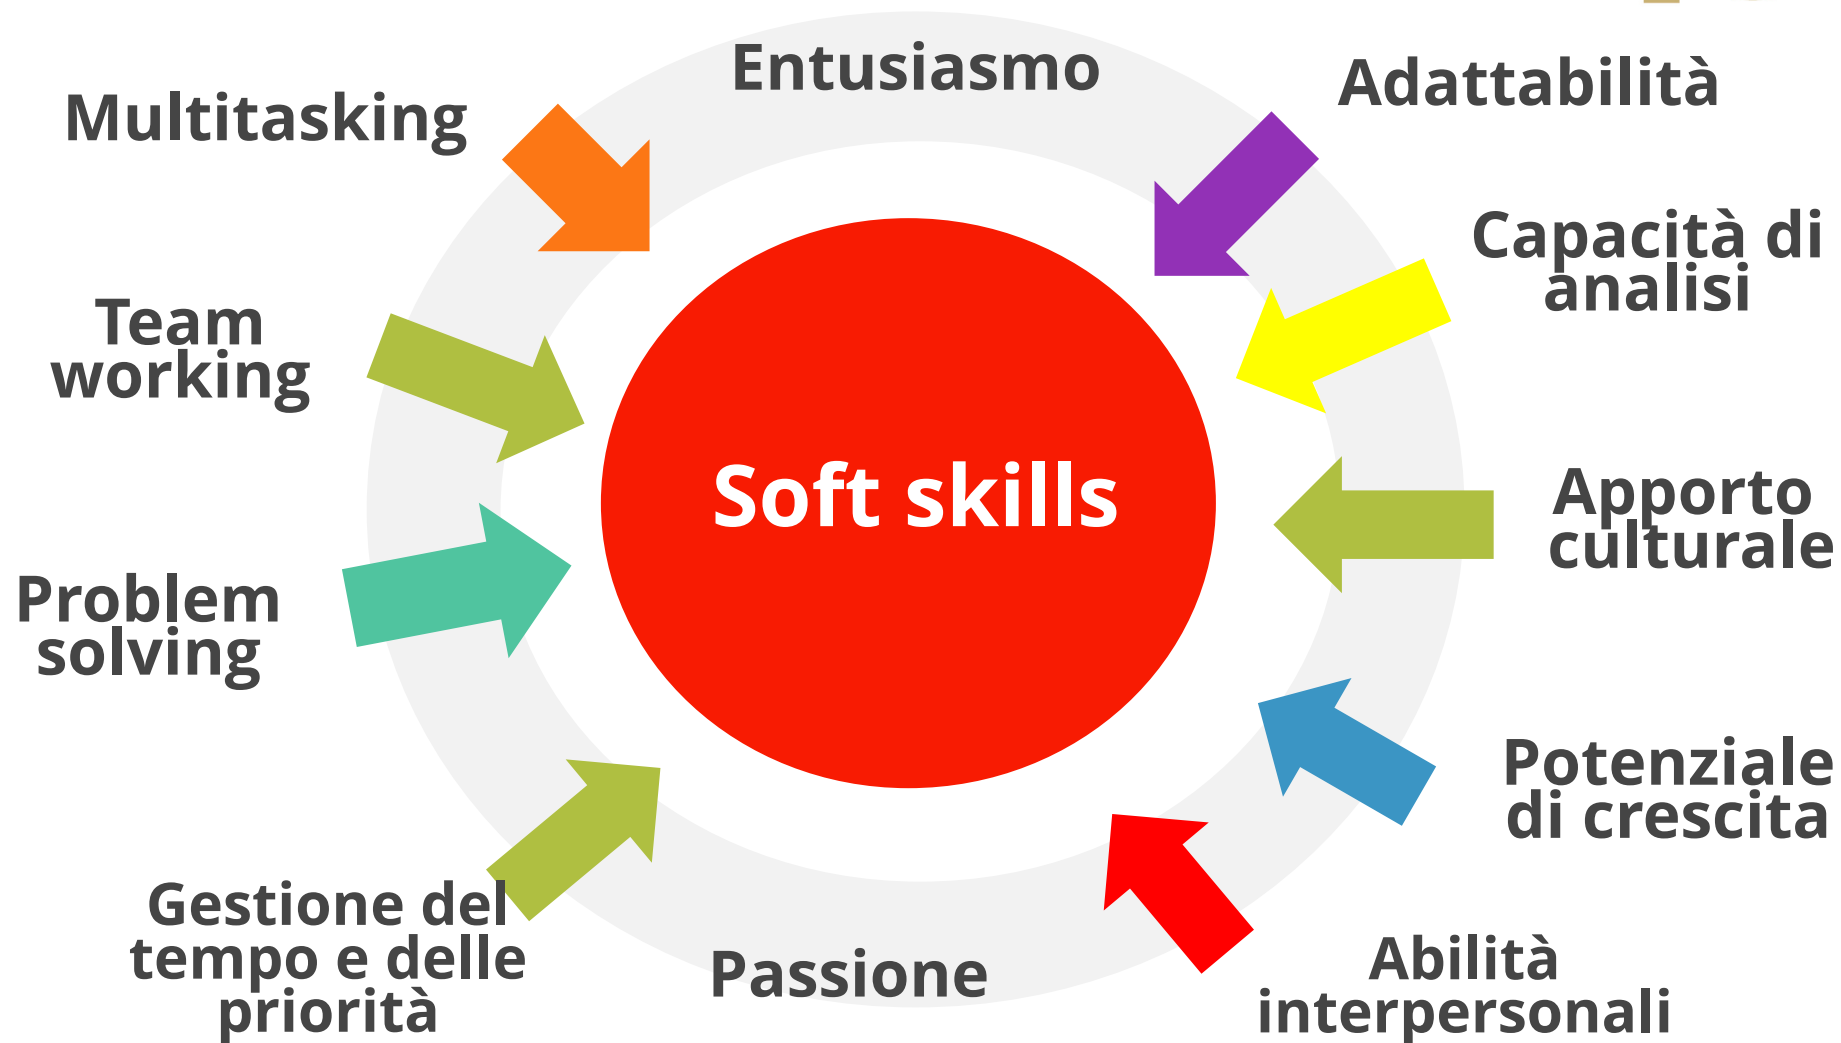 Entusiasmo
Adattabilità
Multitasking
Capacità di
analisi
Team
working
Soft skills
Apporto
culturale
Problem
solving
Potenziale
di crescita
Gestione del
tempo e delle
priorità
Passione
Abilità
interpersonali